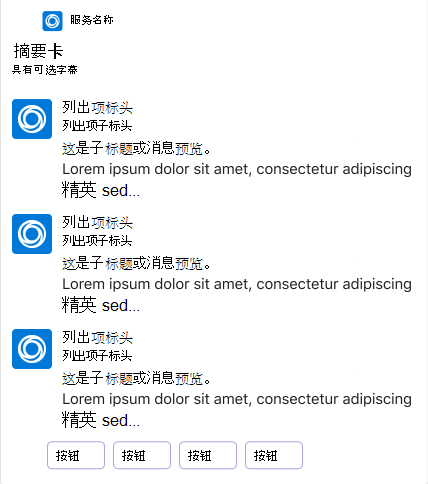 服务名称
摘要卡
具有可选字幕
列出项标头
列出项子标头
这是子标题或消息预览。
Lorem ipsum dolor sit amet, consectetur adipiscing
精英 sed...
列出项标头
列出项子标头
这是子标题或消息预览。
Lorem ipsum dolor sit amet, consectetur adipiscing
精英 sed...
列出项标头
列出项子标头
这是子标题或消息预览。
Lorem ipsum dolor sit amet, consectetur adipiscing
精英 sed...
按钮 按钮 按钮 按钮